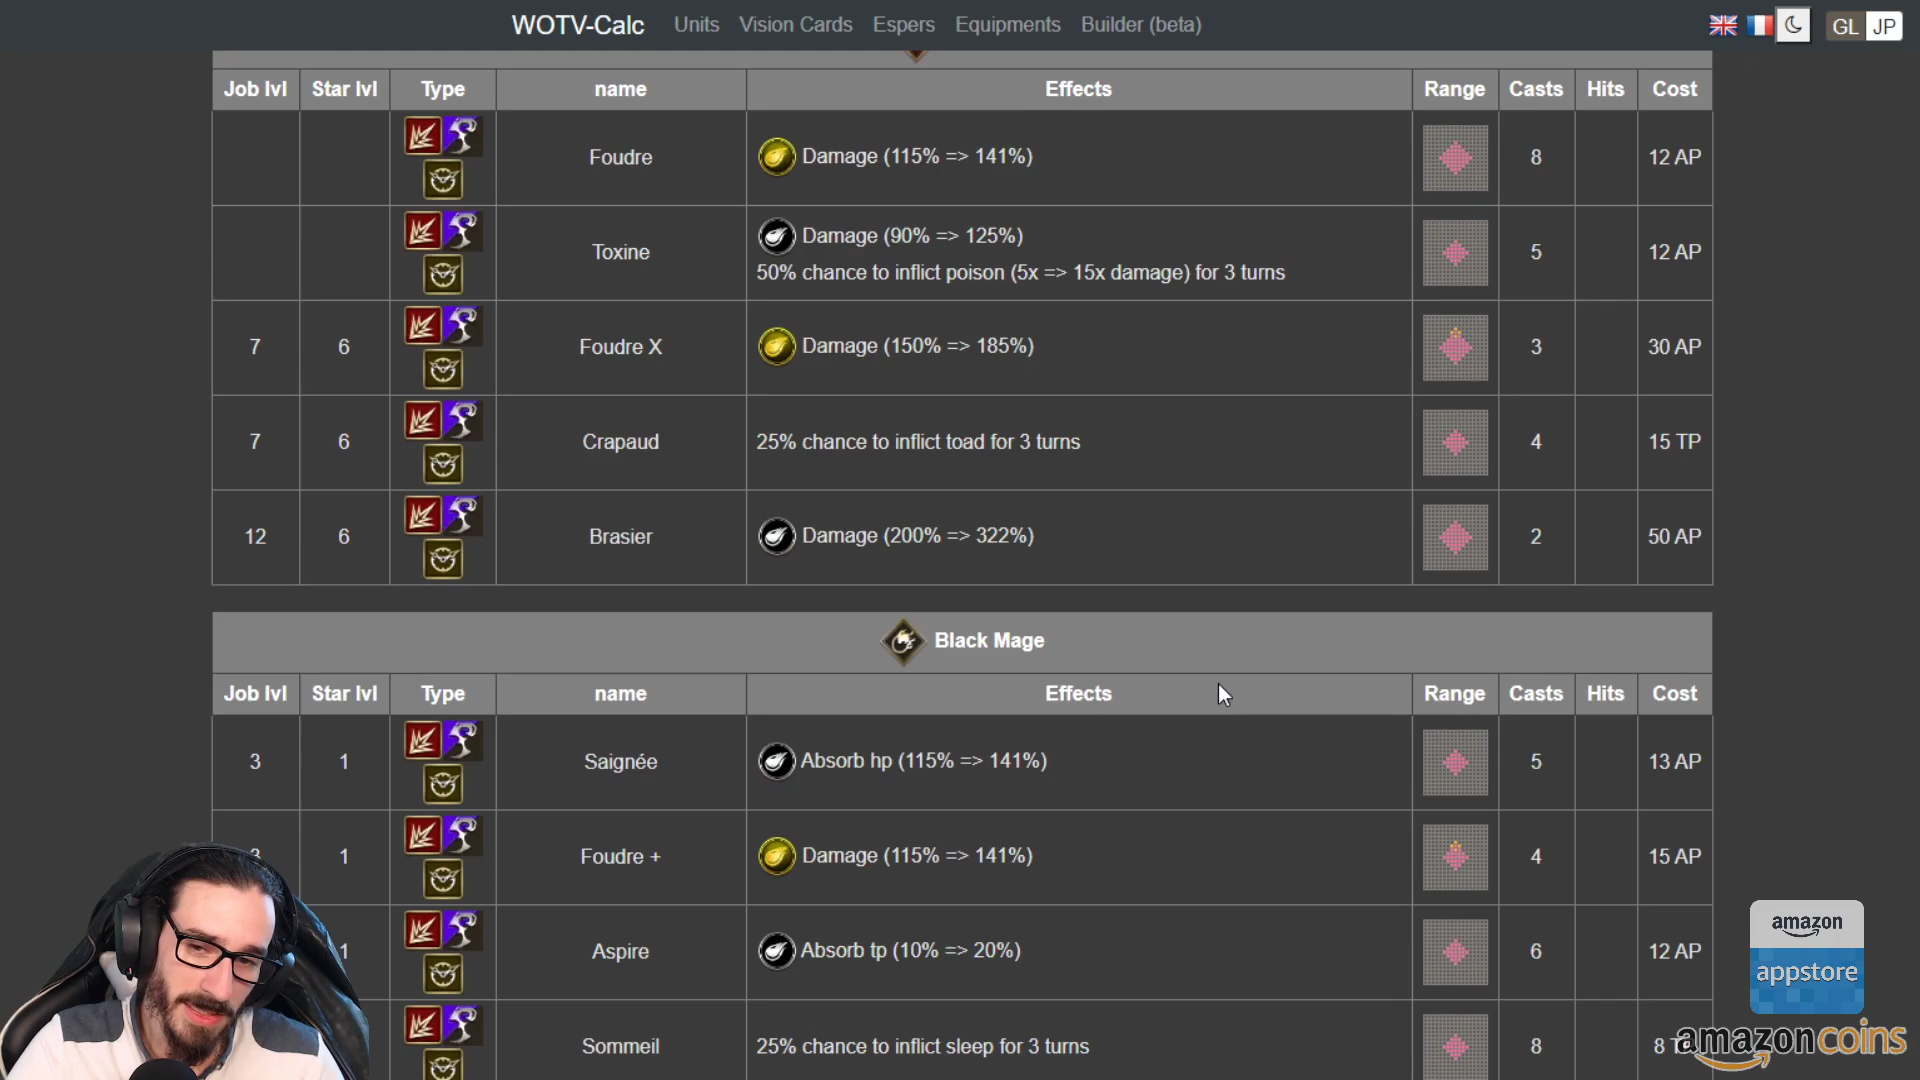 WOTV-Calc Units Vision Cards Espers Equipments Builder (beta) GL JP
Job lvl Star lvl Type name Effects Range Casts Hits Cost
Foudre Damage (115% => 141%) 8 12 AP
Toxine Damage (90% => 125%) 5 12 AP
50% chance to inflict poison (5x => 15x damage) for 3 turns
7 6 Foudre X Damage (150% => 185%) 3 30 AP
7 6 Crapaud 25% chance to inflict toad for 3 turns 4 15 TP
12 6 Brasier Damage (200% => 322%) 2 50 AP
Black Mage
Job lvl Star lvl Type name Effects Range Casts Hits Cost
3 1 Saignée Absorb hp (115% => 141%) 5 13 AP
1 Foudre + Damage (115% => 141%) 4 15 AP
1 Aspire Absorb tp (10% => 20%) 6 12 AP
Sommeil 25% chance to inflict sleep for 3 turns 8 8
amazon
appstore
amazoncoins